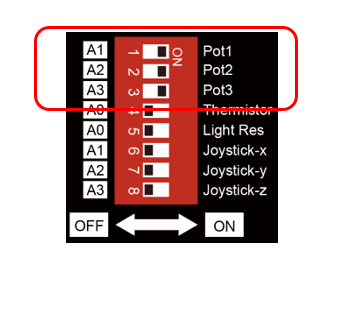 A1 1 ON Pot1
A2 2 Pot2
A3 3 Pot3
A0 4 Thermistor
A0 5 Light Res
A1 6 Joystick-x
A2 7 Joystick-y
A3 8 Joystick-z
OFF ON